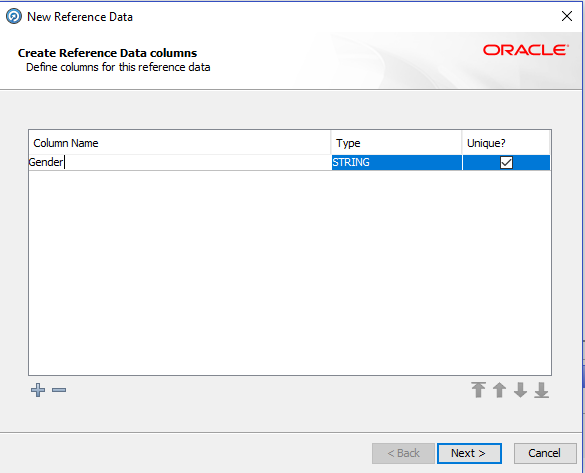 New Reference Data
Create Reference Data columns
Define columns for this reference data
ORACLE
Column Name Type Unique?
Gender STRING
< Back Next > Cancel